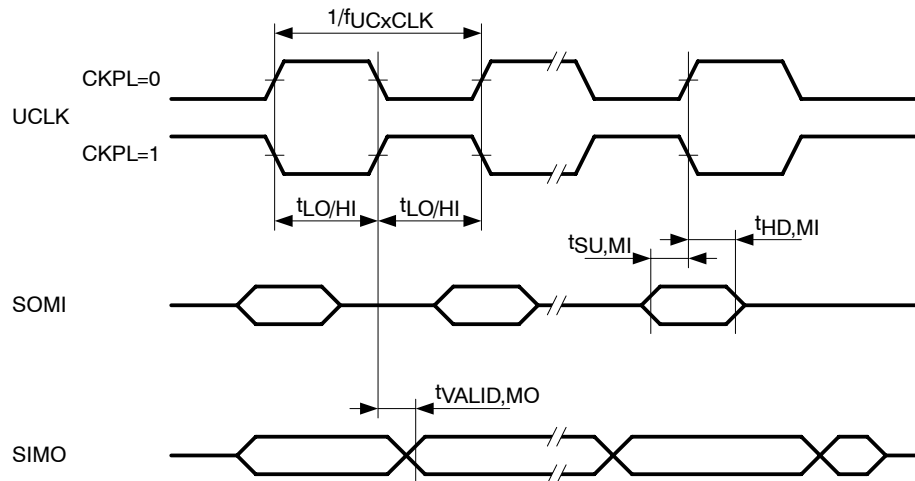 1/fUCxCLK
CKPL=0
UCLK
CKPL=1
tLO/HI tLO/HI
tHD,MI
tSU,MI
SOMI
tVALID,MO
SIMO